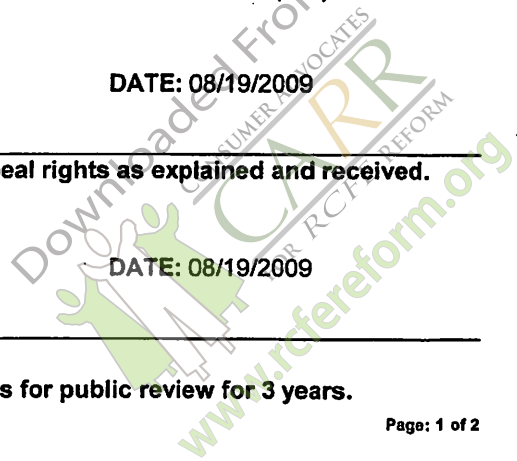 DATE: 08/19/2009
eal rights as explained and received.
DATE: 08/19/2009
s for public review for 3 years.
Page: 1 of 2
Downloaded From
CONSUMER ADVOCATES
CARR
FOR RCFE REFORM
www.rcfereform.org